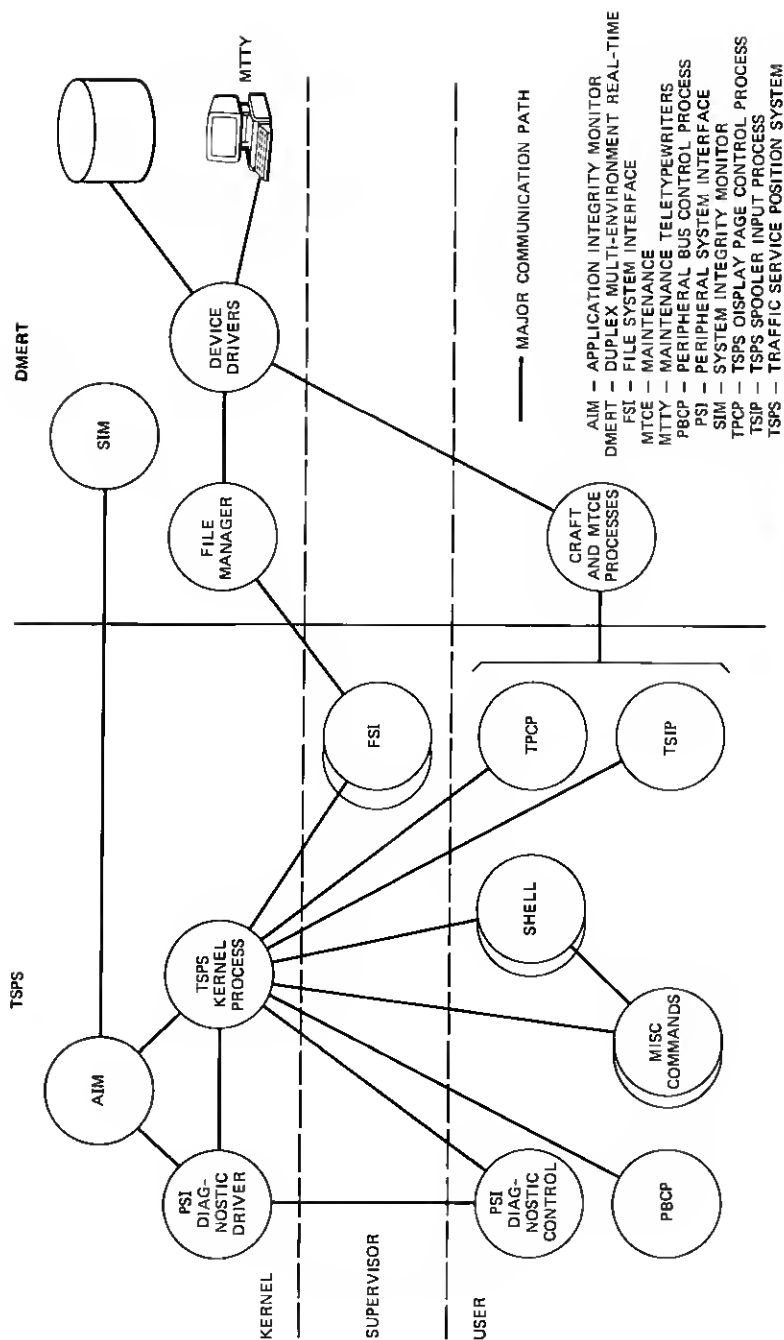 TSPS
DMERT
AIM
SIM
PSI
DIAG-
NOSTIC
DRIVER
TSPS
KERNEL
PROCESS
FILE
MANAGER
DEVICE
DRIVERS
MTTY
KERNEL
SUPERVISOR
FSI
USER
PSI
DIAG-
NOSTIC
CONTROL
SHELL
TPCP
CRAFT
AND MTCE
PROCESSES
PBCP
MISC
COMMANDS
TSIP
MAJOR COMMUNICATION PATH
AIM – APPLICATION INTEGRITY MONITOR
DMERT – DUPLEX MULTI-ENVIRONMENT REAL-TIME
FSI – FILE SYSTEM INTERFACE
MTCE – MAINTENANCE
MTTY – MAINTENANCE TELETYPEWRITERS
PBCP – PERIPHERAL BUS CONTROL PROCESS
PSI – PERIPHERAL SYSTEM INTERFACE
SIM – SYSTEM INTEGRITY MONITOR
TPCP – TSPS OISPLAY PAGE CONTROL PROCESS
TSIP – TSPS SPOOLER INPUT PROCESS
TSPS – TRAFFIC SERVICE POSITION SYSTEM